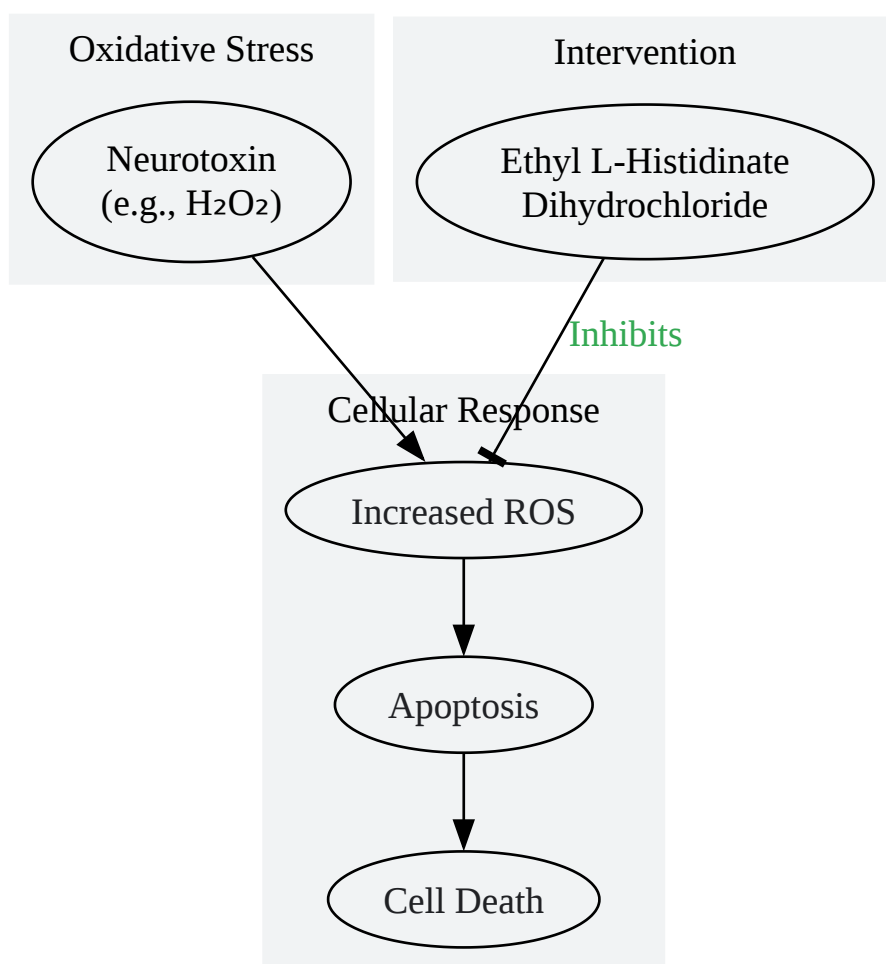 Oxidative Stress
Neurotoxin
(e.g., H₂O₂)
Intervention
Ethyl L-Histidinate
Dihydrochloride
Inhibits
Cellular Response
Increased ROS
Apoptosis
Cell Death